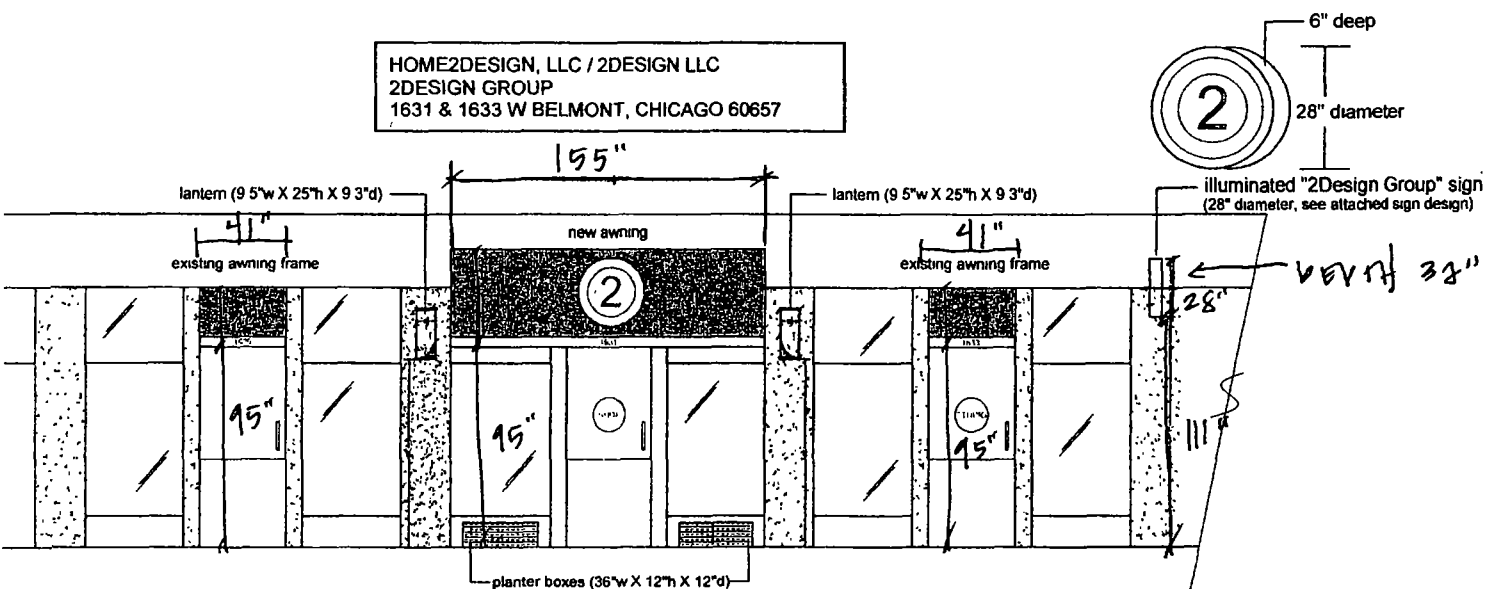 6" deep
HOME2DESIGN, LLC / 2DESIGN LLC
2DESIGN GROUP
1631 & 1633 W BELMONT, CHICAGO 60657
2
28" diameter
155"
lantern (9 5"w X 25"h X 9 3"d)
lantern (9 5"w X 25"h X 9 3"d)
illuminated "2Design Group" sign
(28" diameter, see attached sign design)
41"
new awning
41"
existing awning frame
existing awning frame
2
28"
95"
95"
95"
111"
planter boxes (36"w X 12"h X 12"d)